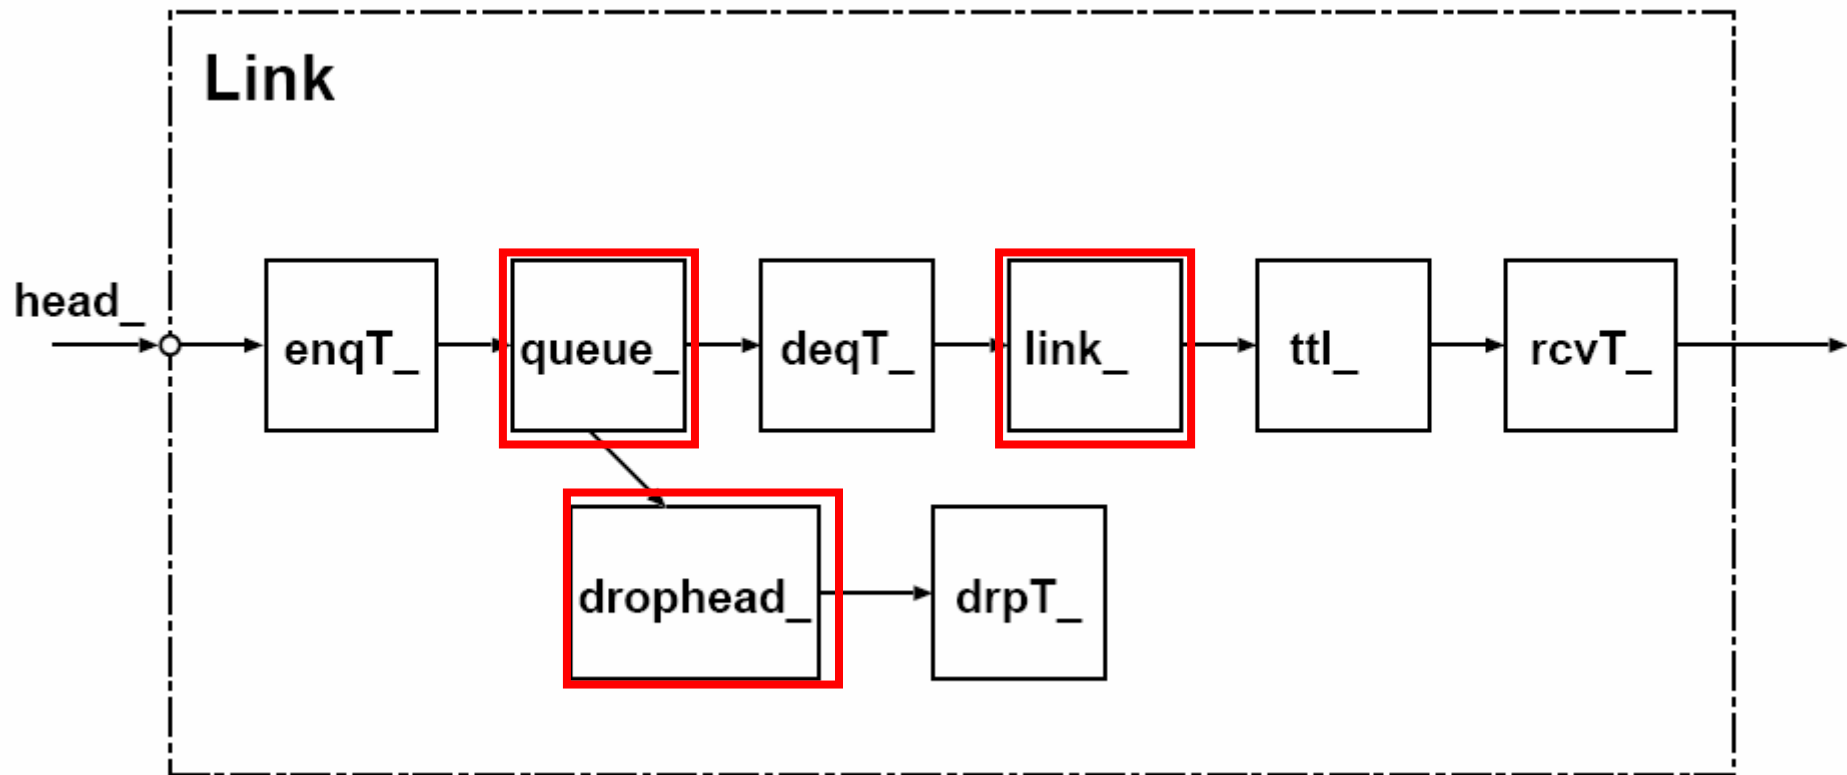 Link
head_
enqT_
queue_
deqT_
link_
ttl_
rcvT_
drophead_
drpT_